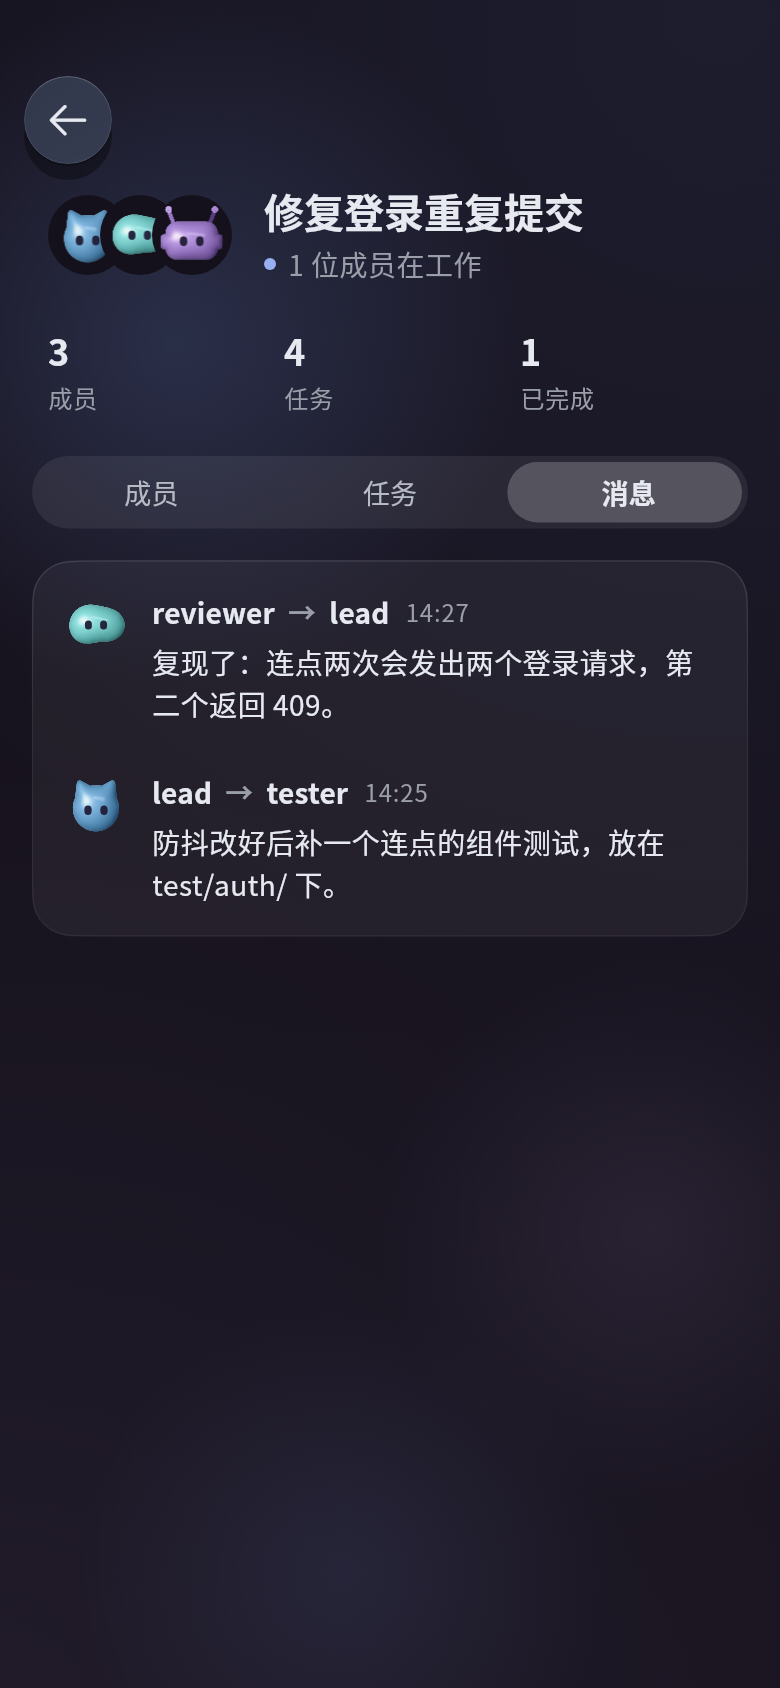 修复登录重复提交
1 位成员在工作
3
成员
4
任务
1
已完成
成员
任务
消息
reviewer → lead 14:27
复现了：连点两次会发出两个登录请求，第
二个返回 409。
lead → tester 14:25
防抖改好后补一个连点的组件测试，放在
test/auth/ 下。